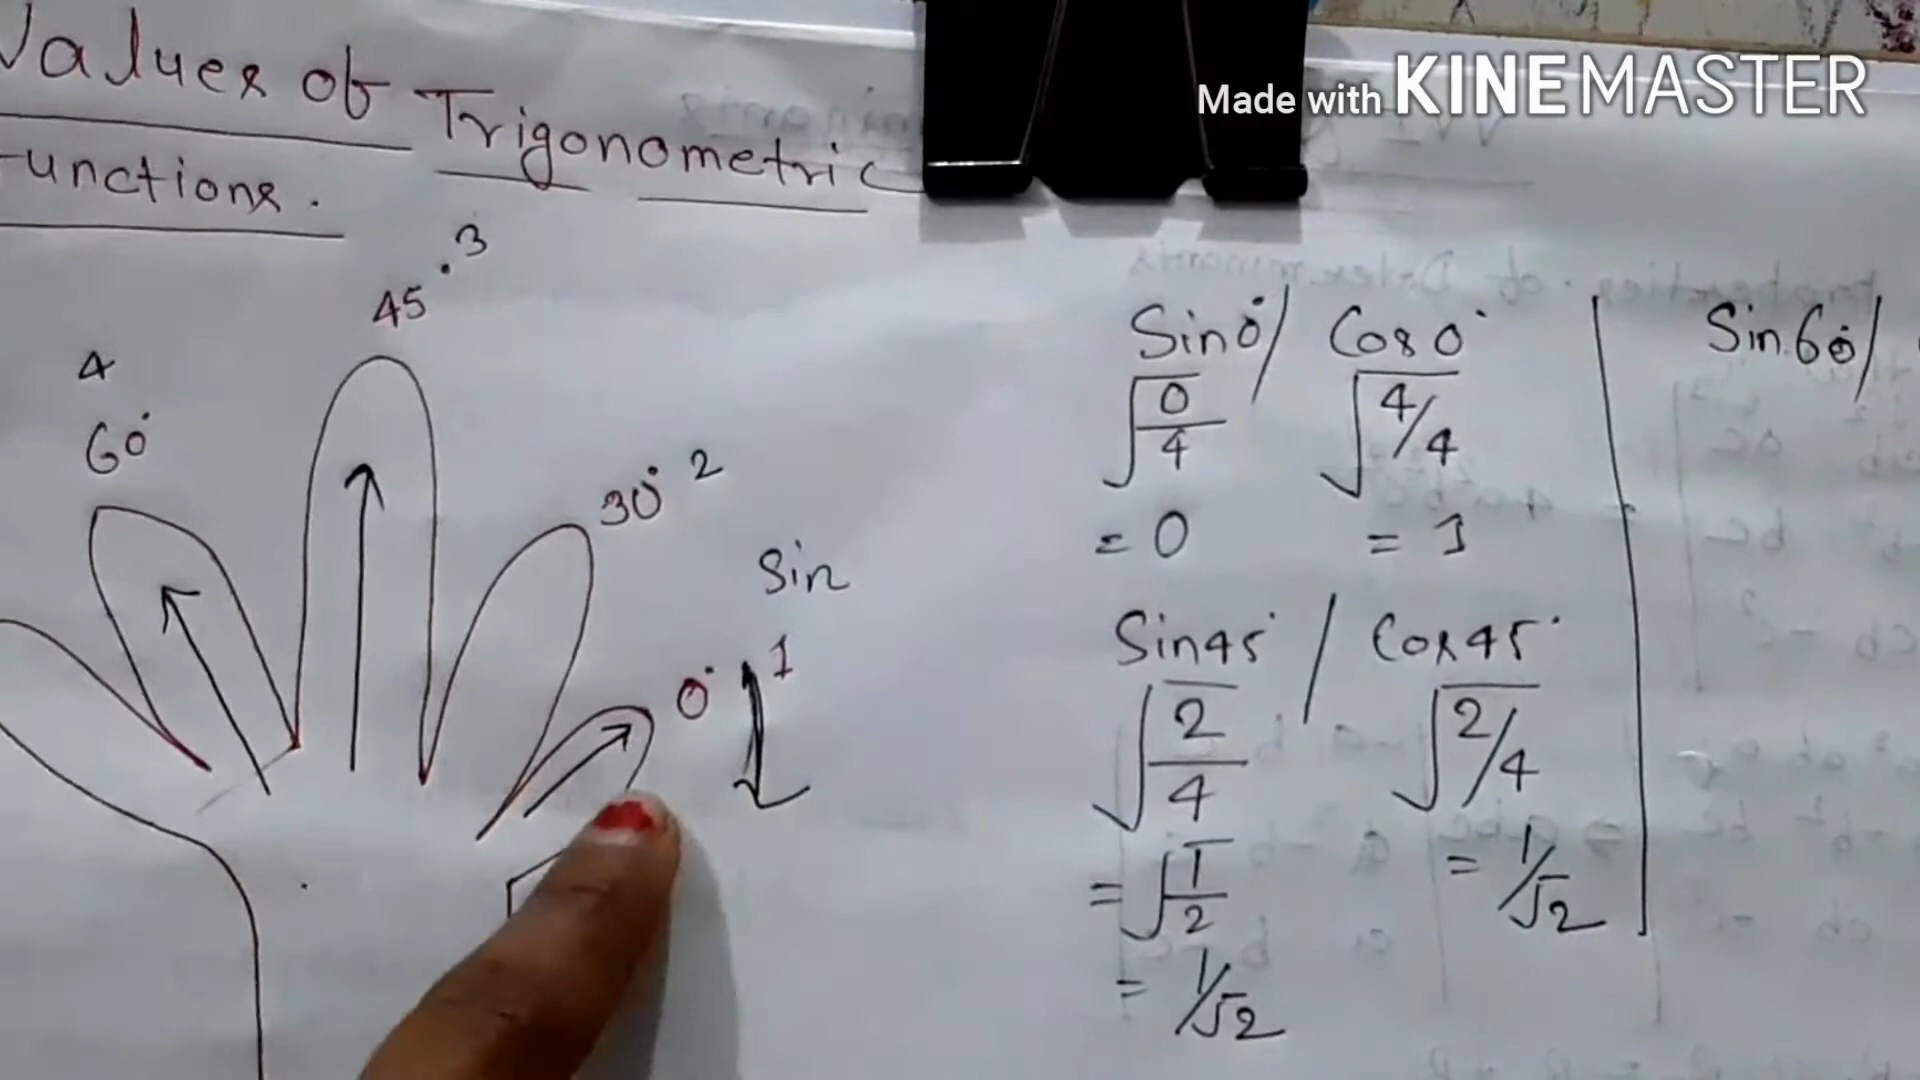 Values of Trigonometric
Functions.
Made with KINEMASTER
45° 3
4
60°
30° 2
Sin
0° 1
Sin0° / Cos0°
√0/4 √4/4
= 0 = 1
Sin45° / Cos45°
√2/4 √2/4
= √1/2 = 1/√2
= 1/√2
Sin60° /